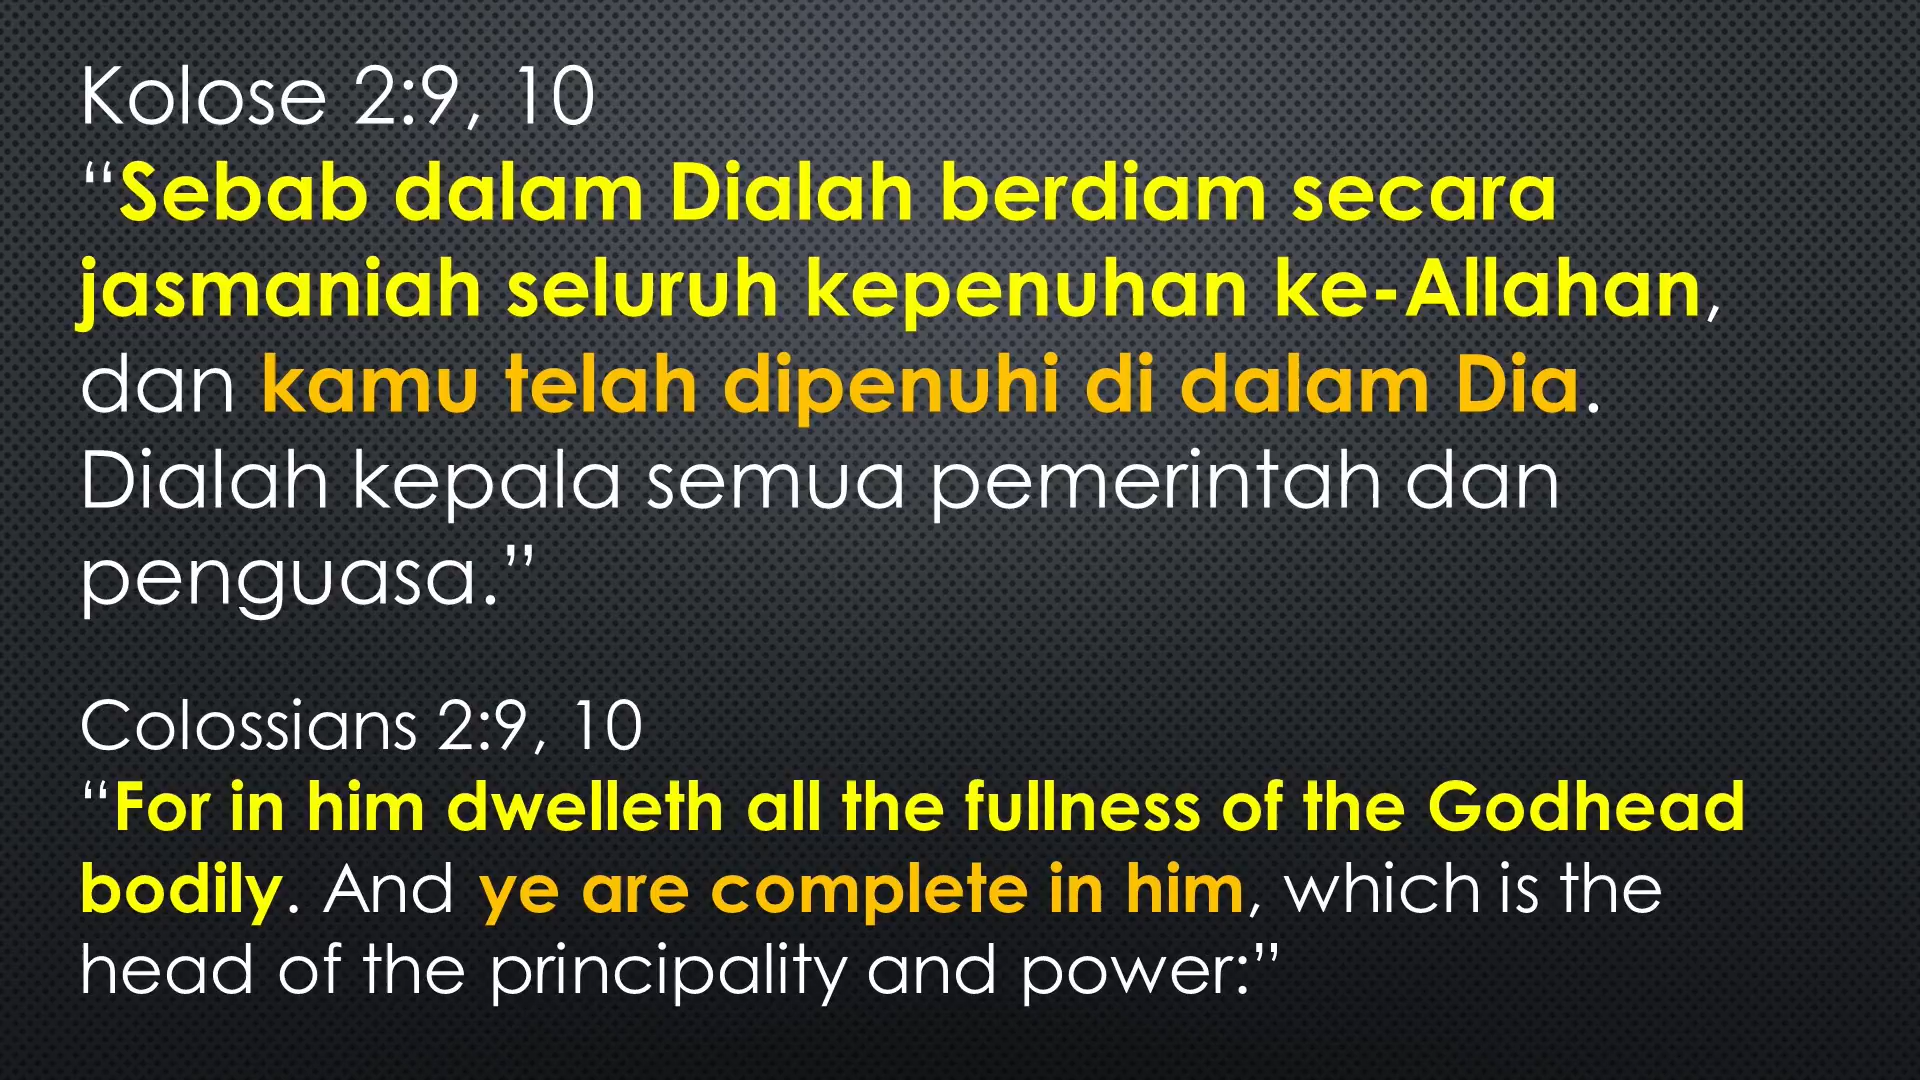 Kolose 2:9, 10
“Sebab dalam Dialah berdiam secara
jasmaniah seluruh kepenuhan ke-Allahan,
dan kamu telah dipenuhi di dalam Dia.
Dialah kepala semua pemerintah dan
penguasa.”
Colossians 2:9, 10
“For in him dwelleth all the fullness of the Godhead
bodily. And ye are complete in him, which is the
head of the principality and power:”